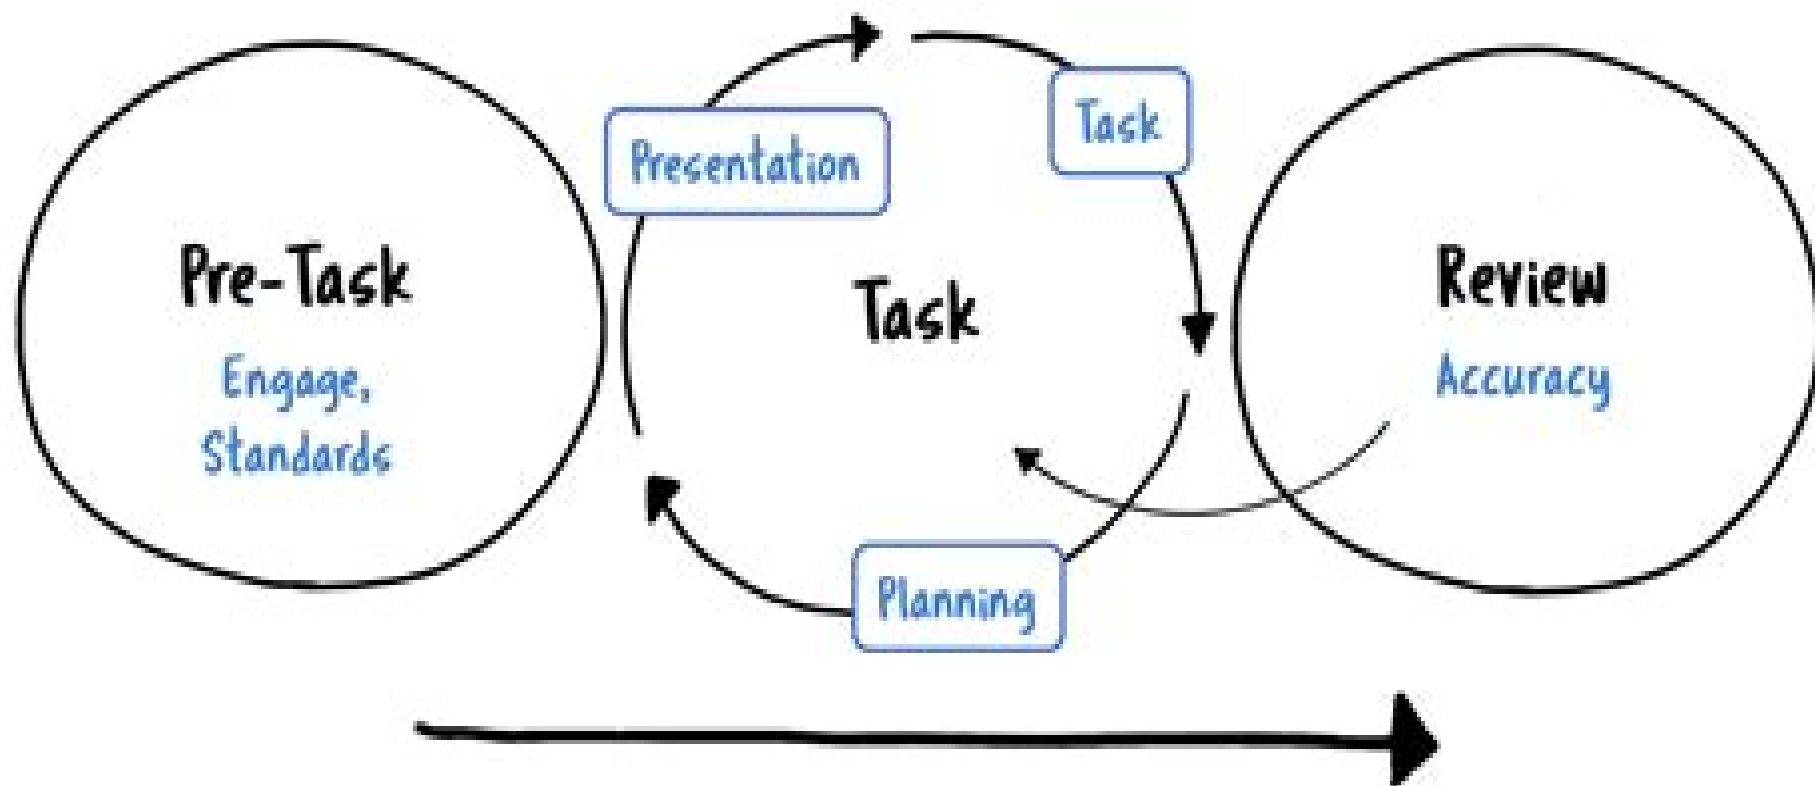 Pre-Task
Engage,
Standards
Presentation
Task
Task
Planning
Review
Accuracy